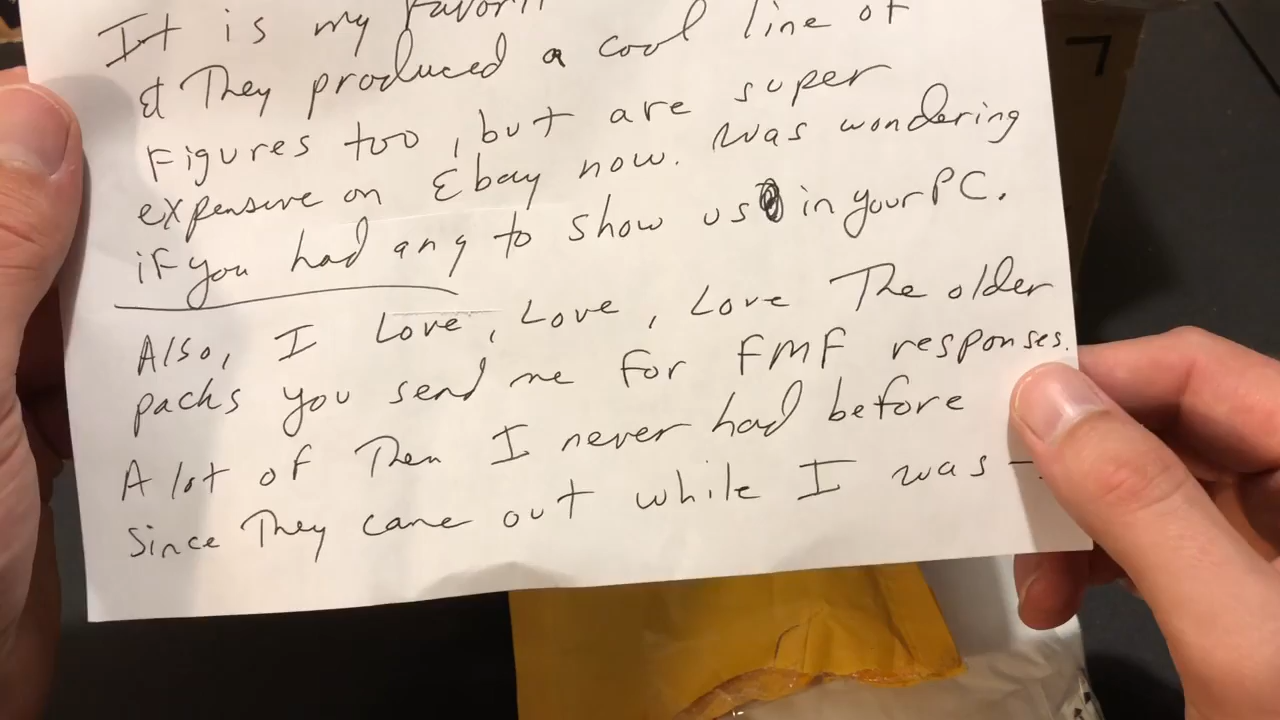 It is my favorit
& They produced a cool line of
Figures too, but are super
expensive on Ebay now. Was wondering
if you had any to show us in your PC.
Also, I Love, Love, Love The older
packs you send me for FMF responses.
A lot of Them I never had before
since They came out while I was
7